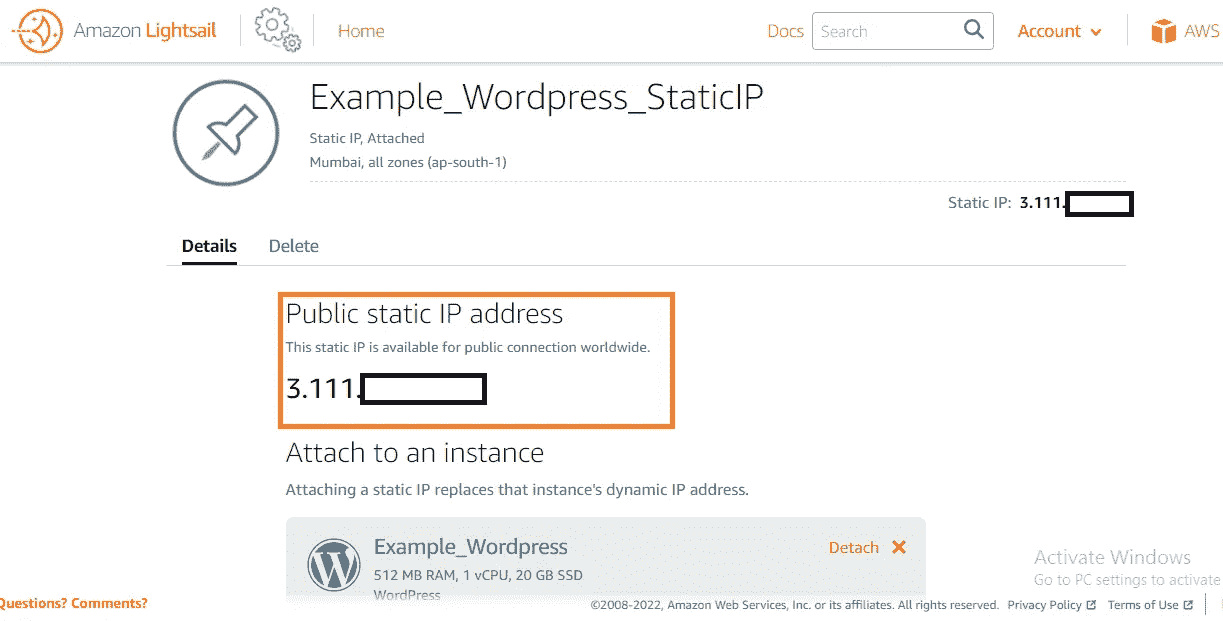 Amazon Lightsail
Home
Docs
Search
Account
AWS
Example_Wordpress_StaticIP
Static IP, Attached
Mumbai, all zones (ap-south-1)
Static IP: 3.111.
Details
Delete
Public static IP address
This static IP is available for public connection worldwide.
3.111.
Attach to an instance
Attaching a static IP replaces that instance's dynamic IP address.
Example_Wordpress
Detach
512 MB RAM, 1 vCPU, 20 GB SSD
WordPress
Activate Windows
Go to PC settings to activate
Questions? Comments?
©2008-2022, Amazon Web Services, Inc. or its affiliates. All rights reserved.
Privacy Policy
Terms of Use